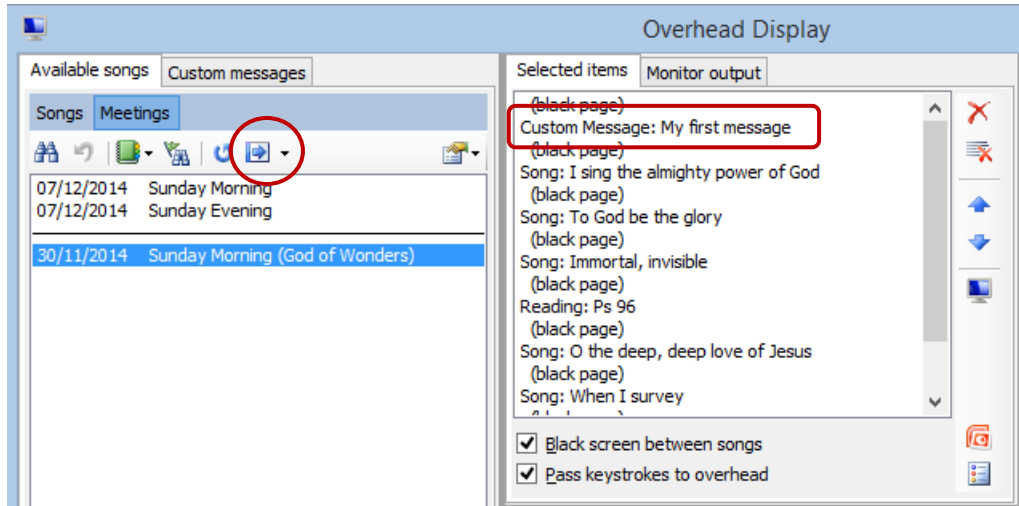 Overhead Display
Available songs
Custom messages
Songs
Meetings
07/12/2014 Sunday Morning
07/12/2014 Sunday Evening
30/11/2014 Sunday Morning (God of Wonders)
Selected items
Monitor output
(black page)
Custom Message: My first message
(black page)
Song: I sing the almighty power of God
(black page)
Song: To God be the glory
(black page)
Song: Immortal, invisible
(black page)
Reading: Ps 96
(black page)
Song: O the deep, deep love of Jesus
(black page)
Song: When I survey
Black screen between songs
Pass keystrokes to overhead